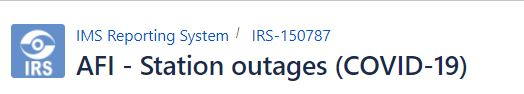 IMS Reporting System / IRS-150787
IRS
AFI - Station outages (COVID-19)